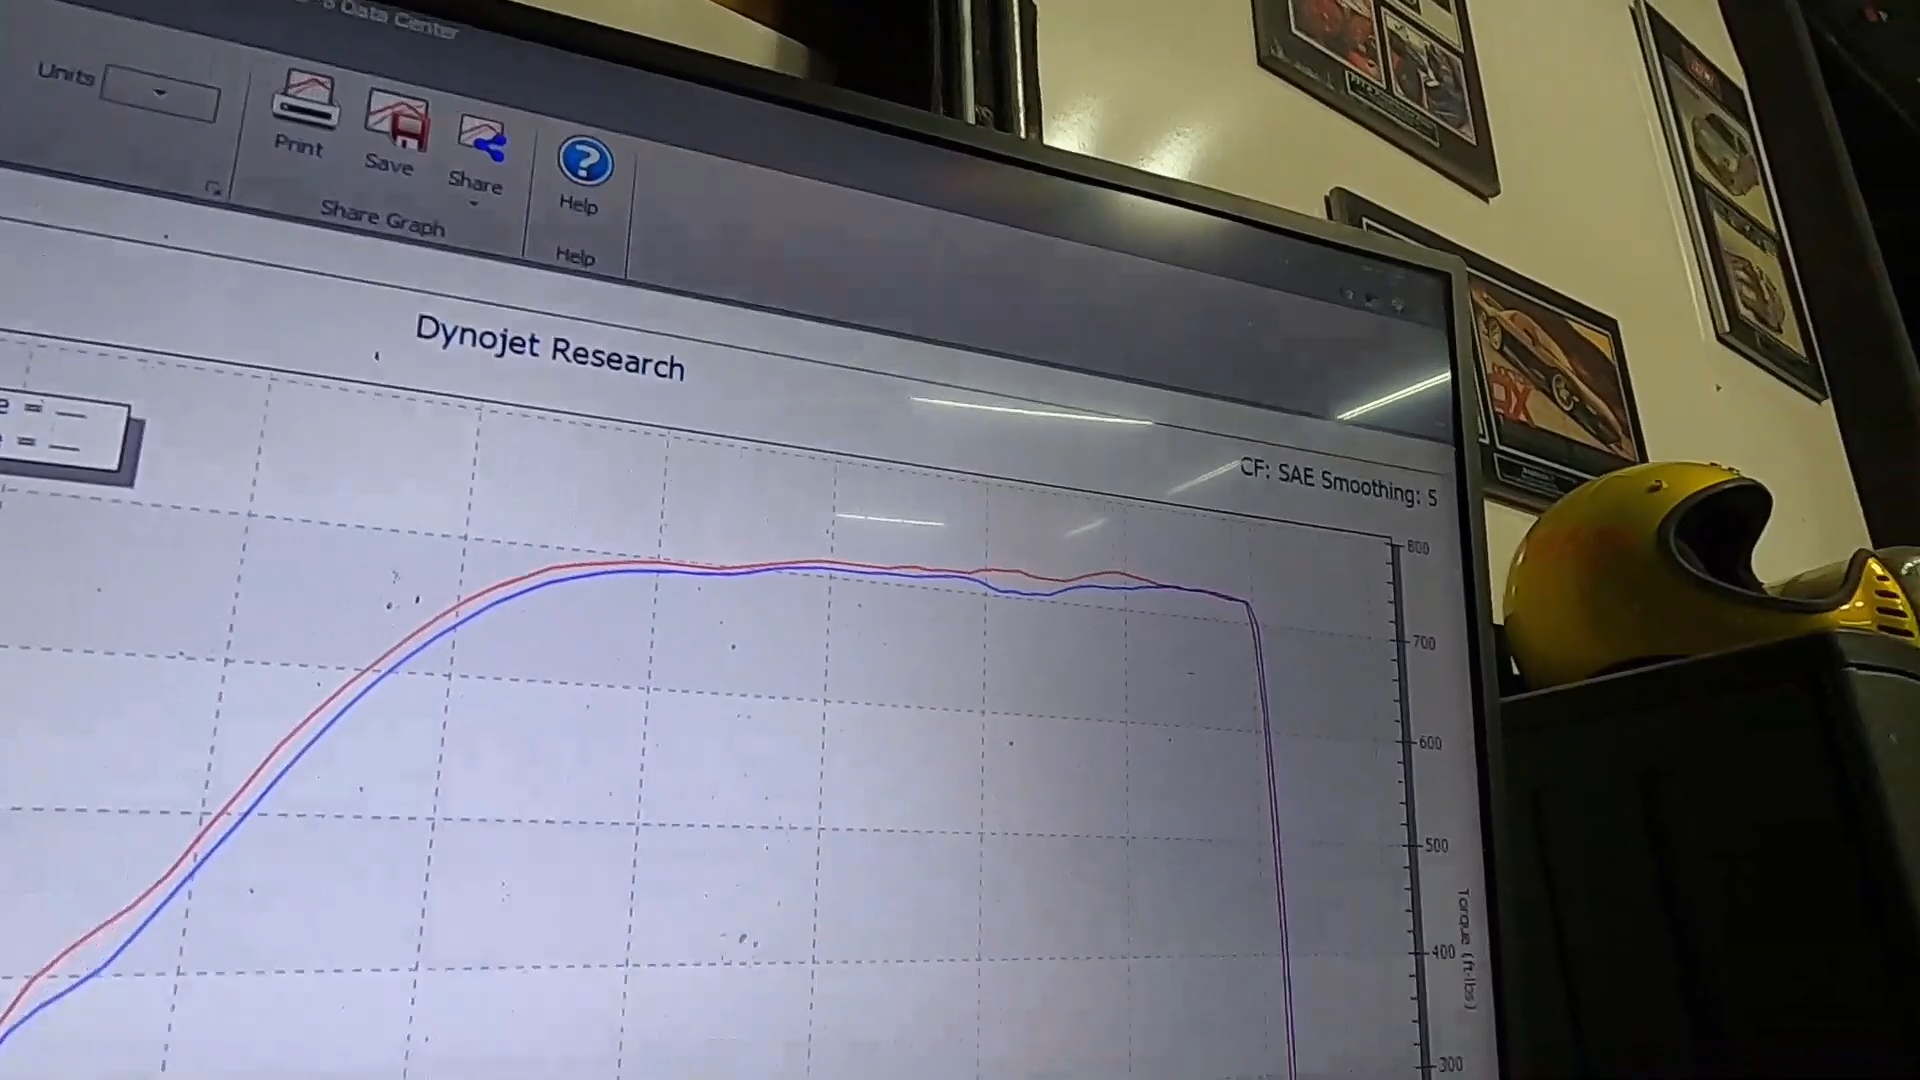 Data Center
Units
Print
Save
Share
Help
Share Graph
Help
Dynojet Research
CF: SAE Smoothing: 5
800
700
600
500
400
300
Torque (ft-lbs)